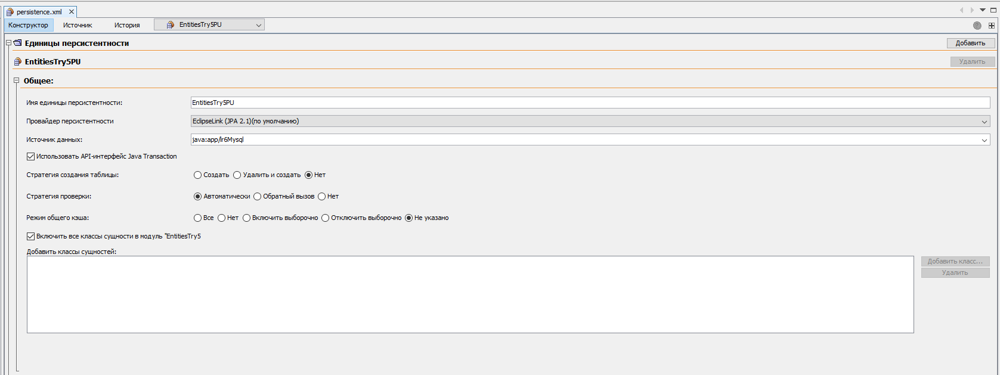 persistence.xml
Конструктор Источник История EntitiesTry5PU
Единицы персистентности Добавить
EntitiesTry5PU Удалить
Общее:
Имя единицы персистентности: EntitiesTry5PU
Провайдер персистентности EclipseLink (JPA 2.1)(по умолчанию)
Источник данных: java:app/lr6Mysql
Использовать API-интерфейс Java Transaction
Стратегия создания таблицы: Создать Удалить и создать Нет
Стратегия проверки: Автоматически Обратный вызов Нет
Режим общего кэша: Все Нет Включить выборочно Отключить выборочно Не указано
Включить все классы сущности в модуль "EntitiesTry5
Добавить классы сущностей:
Добавить класс...
Удалить